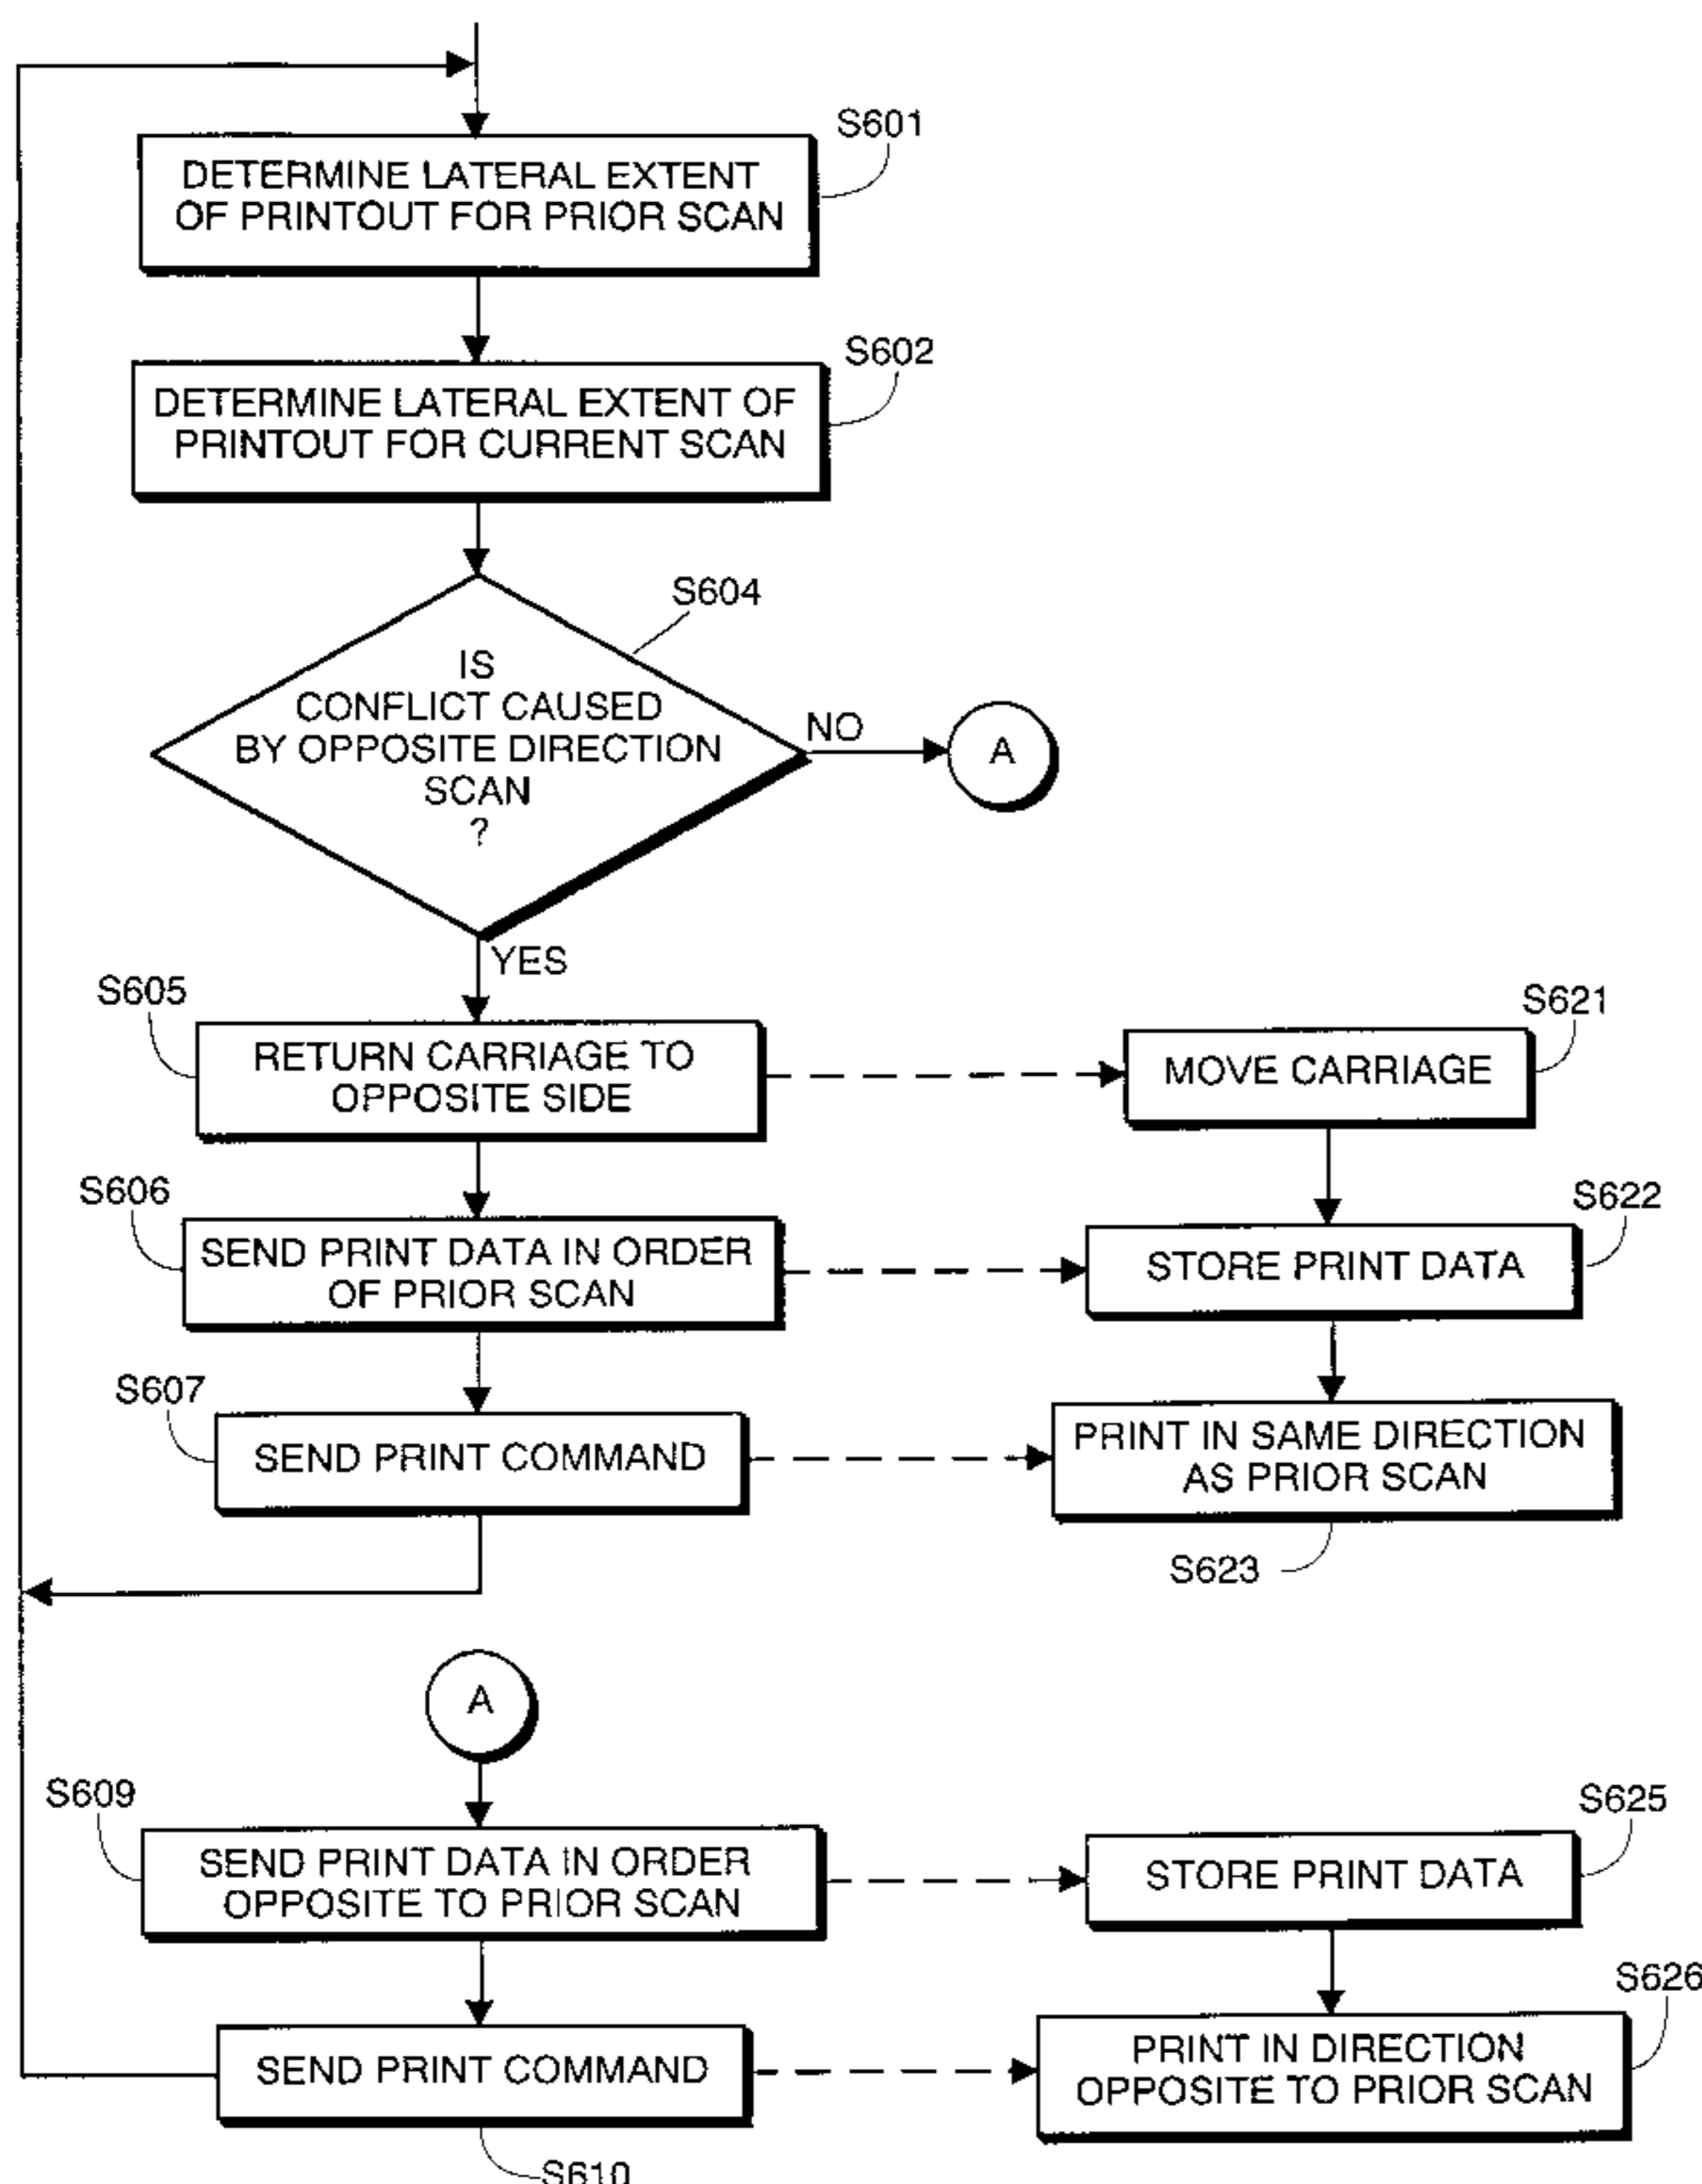 S601
DETERMINE LATERAL EXTENT
OF PRINTOUT FOR PRIOR SCAN
S602
DETERMINE LATERAL EXTENT OF
PRINTOUT FOR CURRENT SCAN
S604
IS
CONFLICT CAUSED
BY OPPOSITE DIRECTION
SCAN
?
NO
A
YES
S605
RETURN CARRIAGE TO
OPPOSITE SIDE
S621
MOVE CARRIAGE
S606
SEND PRINT DATA IN ORDER
OF PRIOR SCAN
S622
STORE PRINT DATA
S607
SEND PRINT COMMAND
PRINT IN SAME DIRECTION
AS PRIOR SCAN
S623
A
S609
SEND PRINT DATA IN ORDER
OPPOSITE TO PRIOR SCAN
S625
STORE PRINT DATA
S626
SEND PRINT COMMAND
PRINT IN DIRECTION
OPPOSITE TO PRIOR SCAN
S610